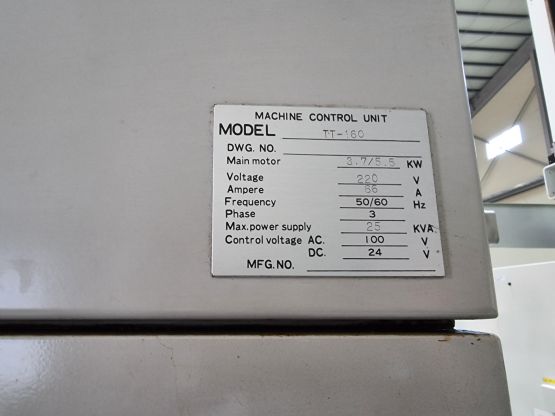 MACHINE CONTROL UNIT
MODEL TT-160
DWG. NO.
Main motor 3.7/5.5 KW
Voltage 220 V
Ampere 66 A
Frequency 50/60 Hz
Phase 3
Max. power supply 25 KVA
Control voltage AC. 100 V
DC. 24 V
MFG. NO.